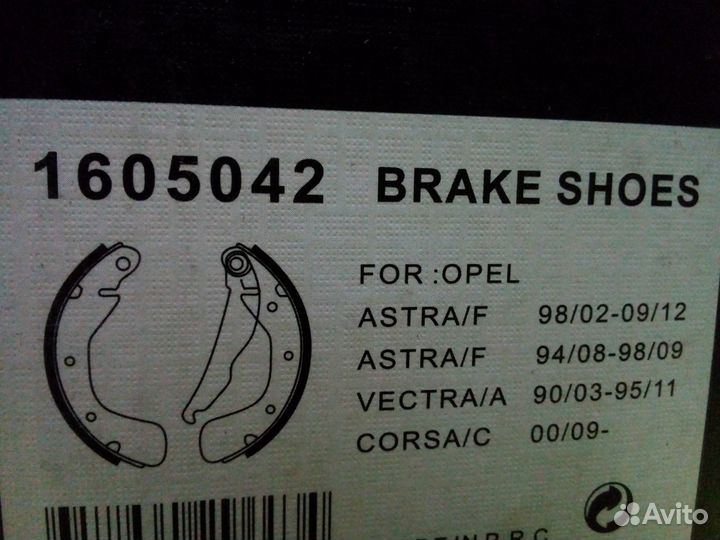 1605042 BRAKE SHOES
FOR :OPEL
ASTRA/F 98/02-09/12
ASTRA/F 94/08-98/09
VECTRA/A 90/03-95/11
CORSA/C 00/09-
IN P.R.C
Avito